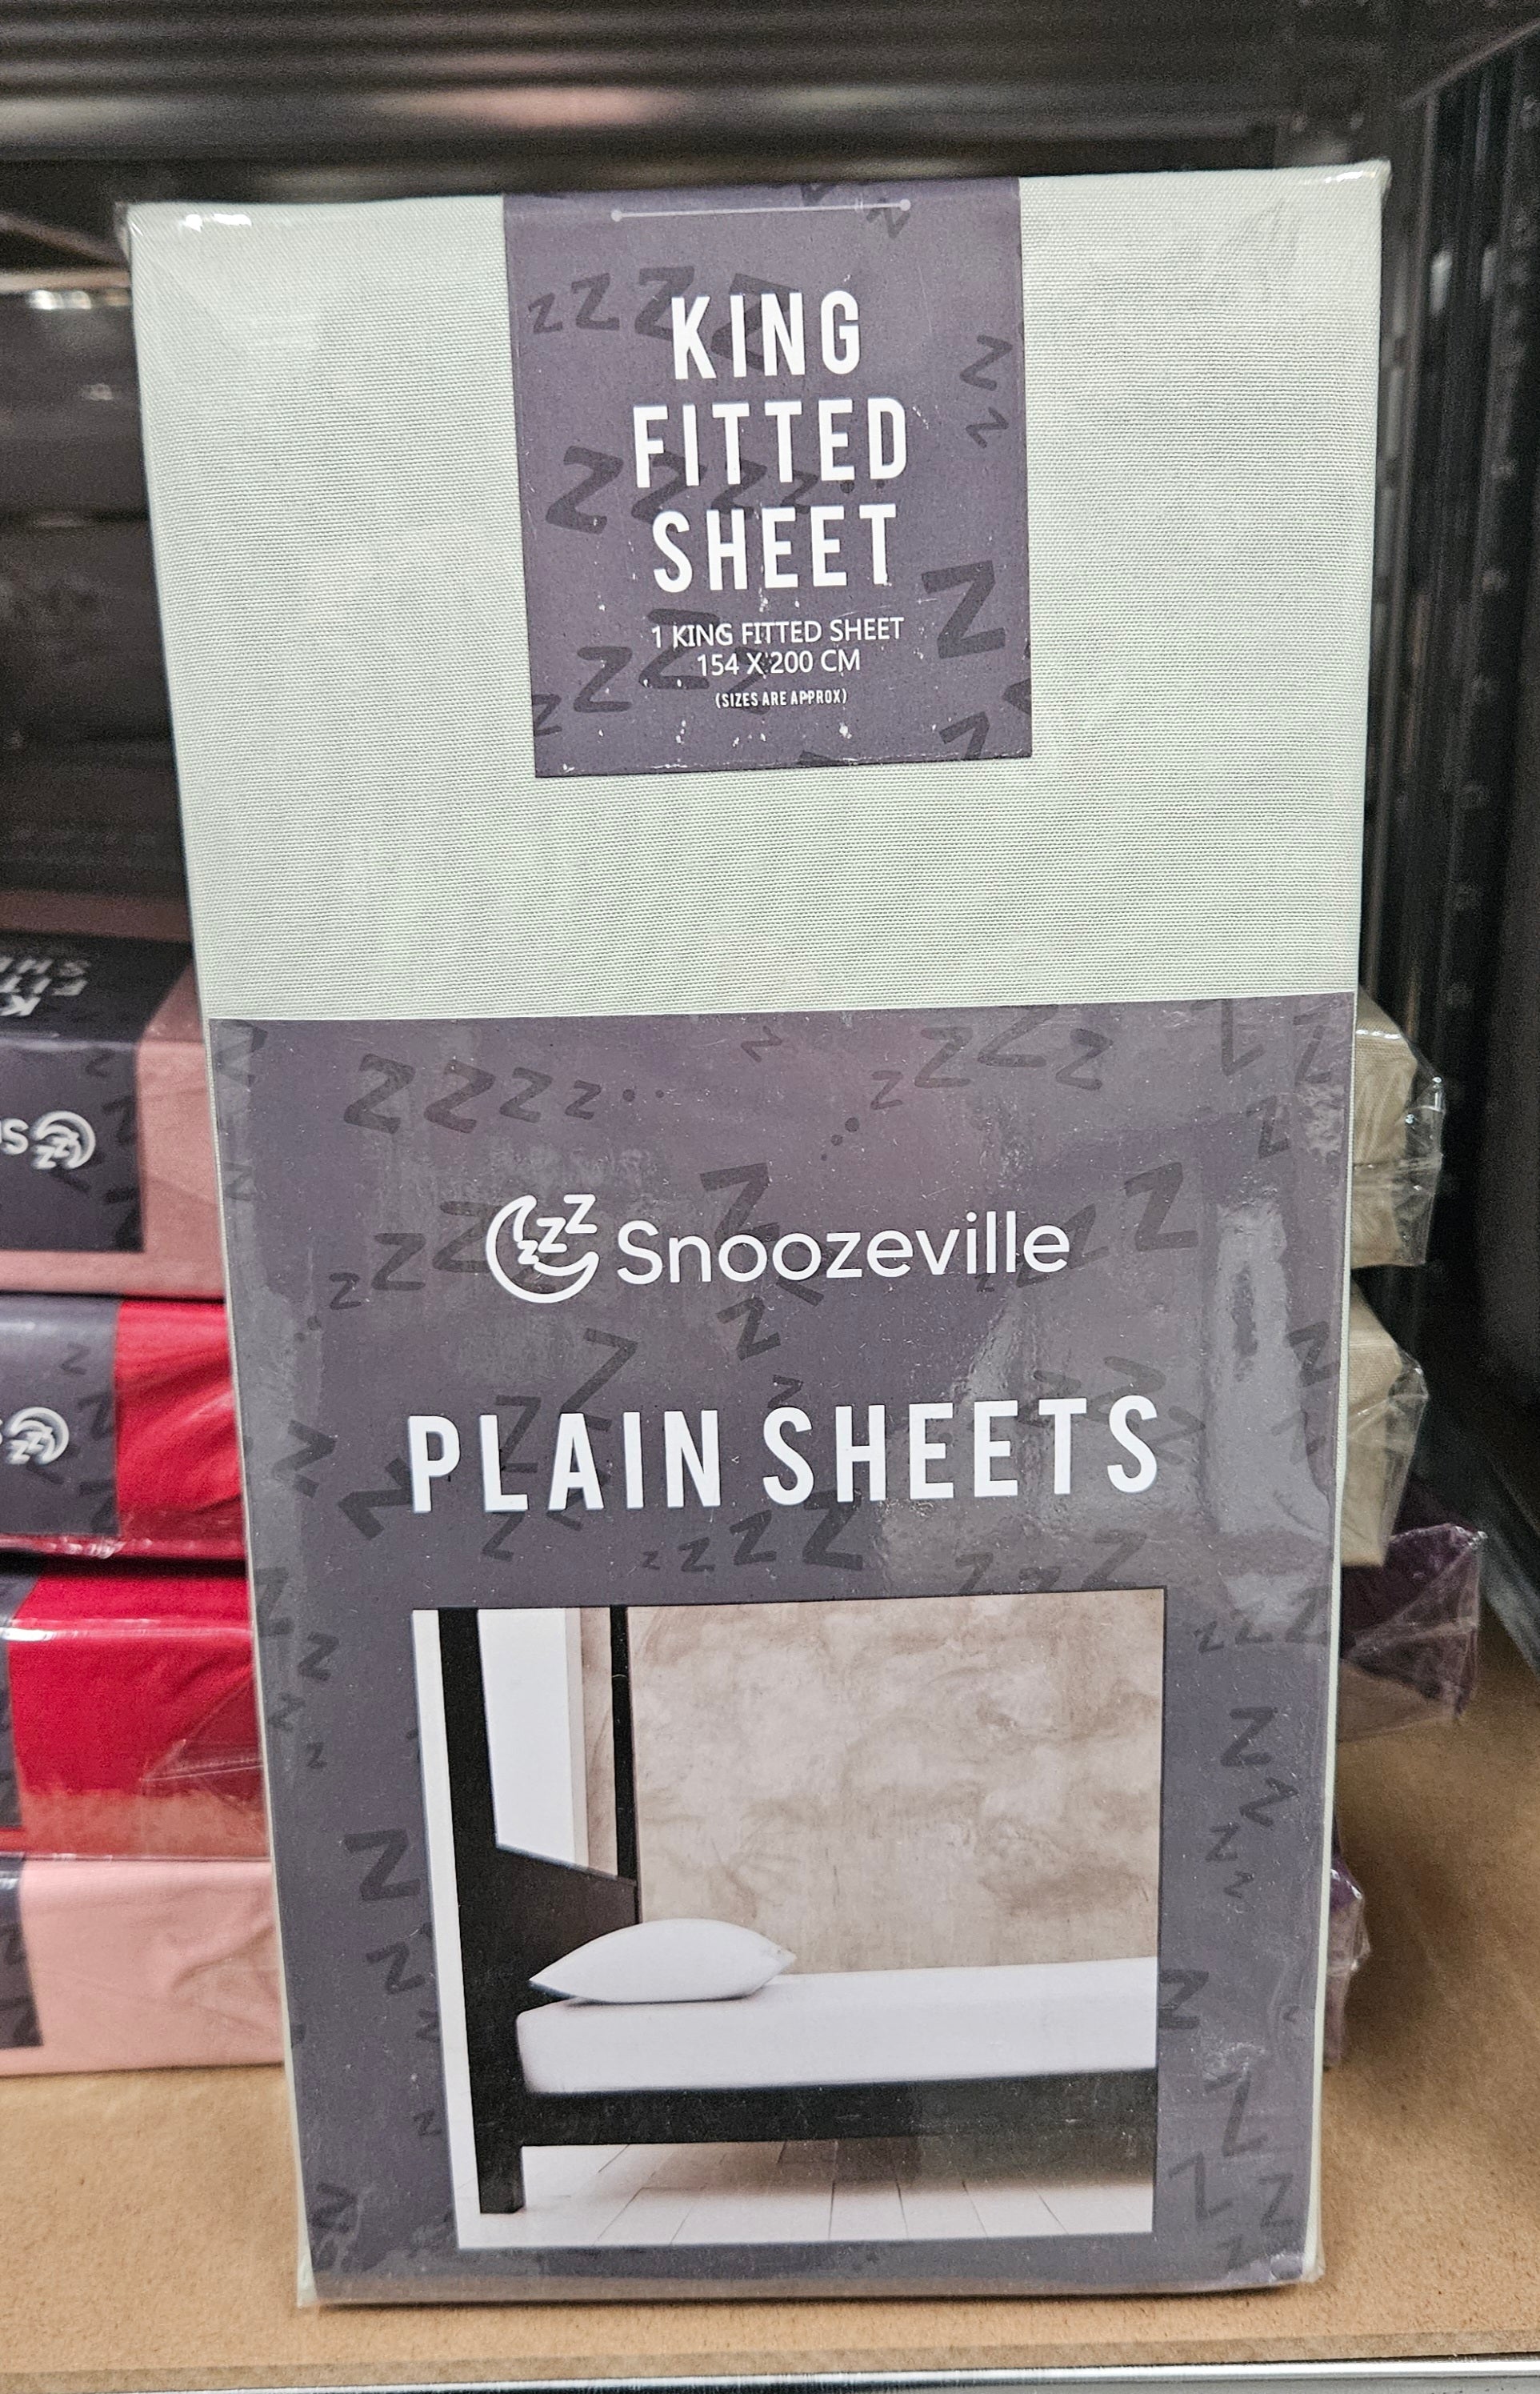 KING
FITTED
SHEET
1 KING FITTED SHEET
154 X 200 CM
(SIZES ARE APPROX)
Snoozeville
PLAIN SHEETS